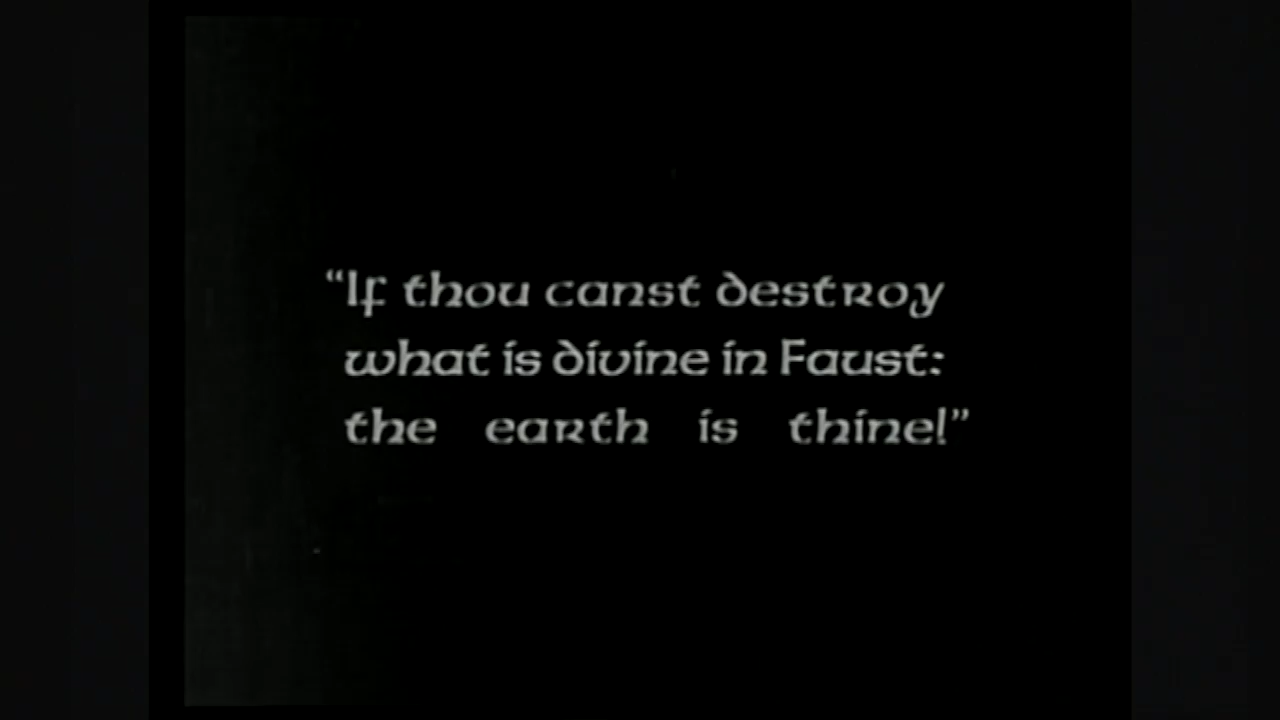 “If thou canst destroy
what is divine in Faust:
the earth is thine!”